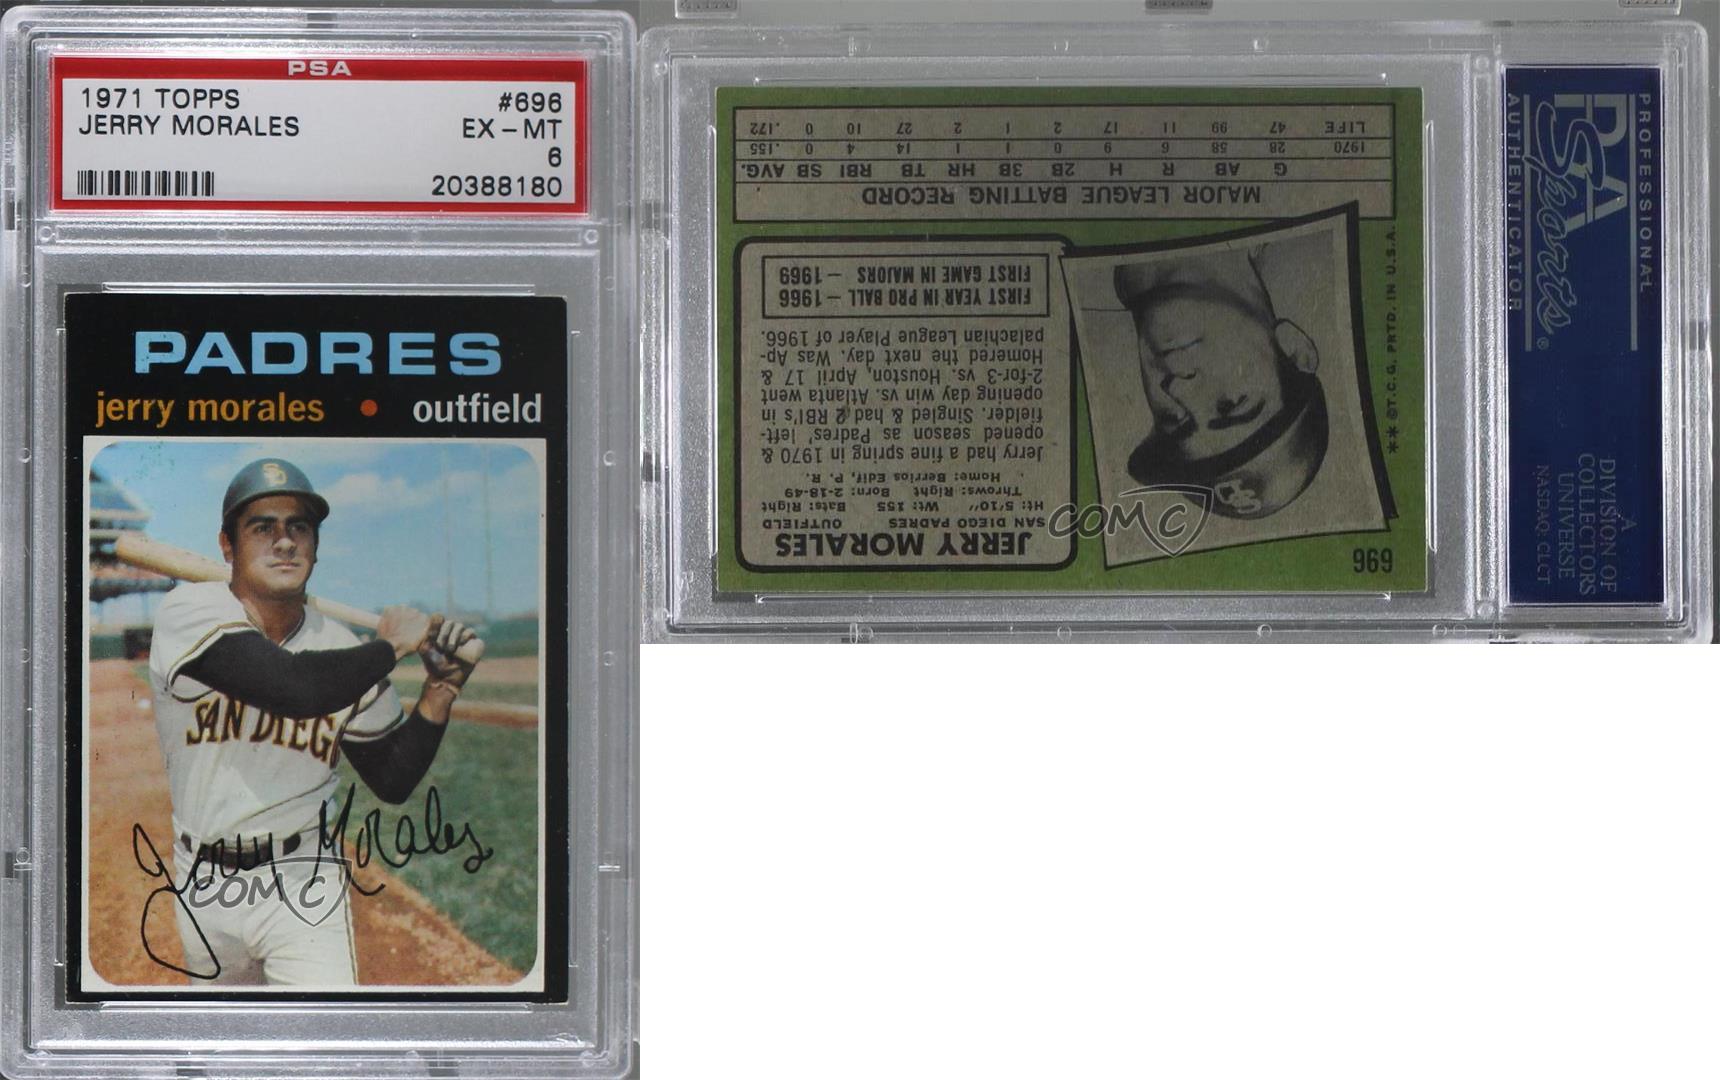 PSA
1971 TOPPS #696
JERRY MORALES EX - MT
6
20388180
PADRES
jerry morales • outfield
SD
SAN DIEG
Jerry Morales
COMC
696
JERRY MORALES
SAN DIEGO PADRES OUTFIELD
Ht: 5'10" Wt: 155 Bats: Right
Throws: Right Born: 2-18-49
Home: Berrios Edif, P. R.
Jerry had a fine spring in 1970 &
opened season as Padres' left-
fielder. Singled & had 2 RBI's in
opening day win vs. Atlanta went
2-for-3 vs. Houston, April 17 &
Homered the next day. Was Ap-
palachian League Player of 1966.
FIRST YEAR IN PRO BALL — 1966
FIRST GAME IN MAJORS — 1969
** ©T.C.G. PRTD. IN U.S.A.
MAJOR LEAGUE BATTING RECORD
G AB R H 2B 3B HR TB RBI SB AVG.
1970 28 58 6 9 0 1 1 14 4 0 .155
LIFE 47 99 11 17 2 1 2 27 10 0 .172
COMC
PROFESSIONAL
PSA
Sports®
AUTHENTICATOR
A
DIVISION OF
COLLECTORS
UNIVERSE
NASDAQ: CLCT